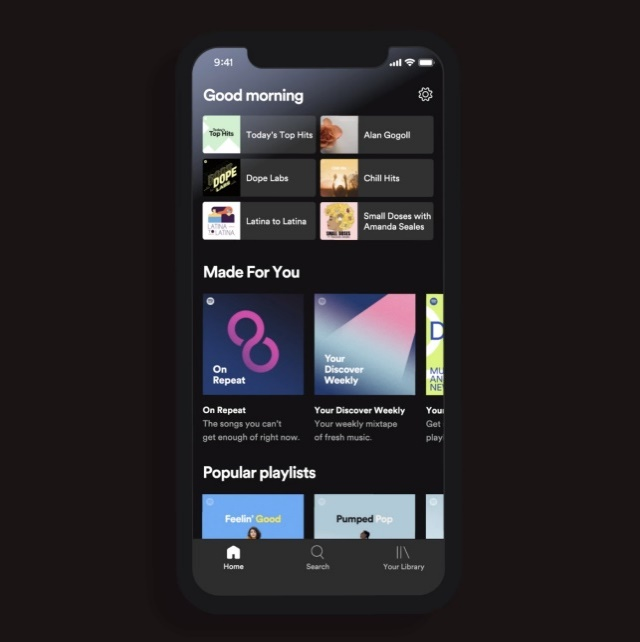 9:41
Good morning
Today's
Top Hits
Today's Top Hits
Alan Gogoll
DOPE
LABS
Dope Labs
Chill Hits
LATINA
TO LATINA
Latina to Latina
SMALL DOSES
Small Doses with
Amanda Seales
Made For You
On
Repeat
Your
Discover
Weekly
D
MU
AN
NE
On Repeat
The songs you can't
get enough of right now.
Your Discover Weekly
Your weekly mixtape
of fresh music.
Your
Get
play
Popular playlists
Feelin' Good
Pumped Pop
Home
Search
Your Library